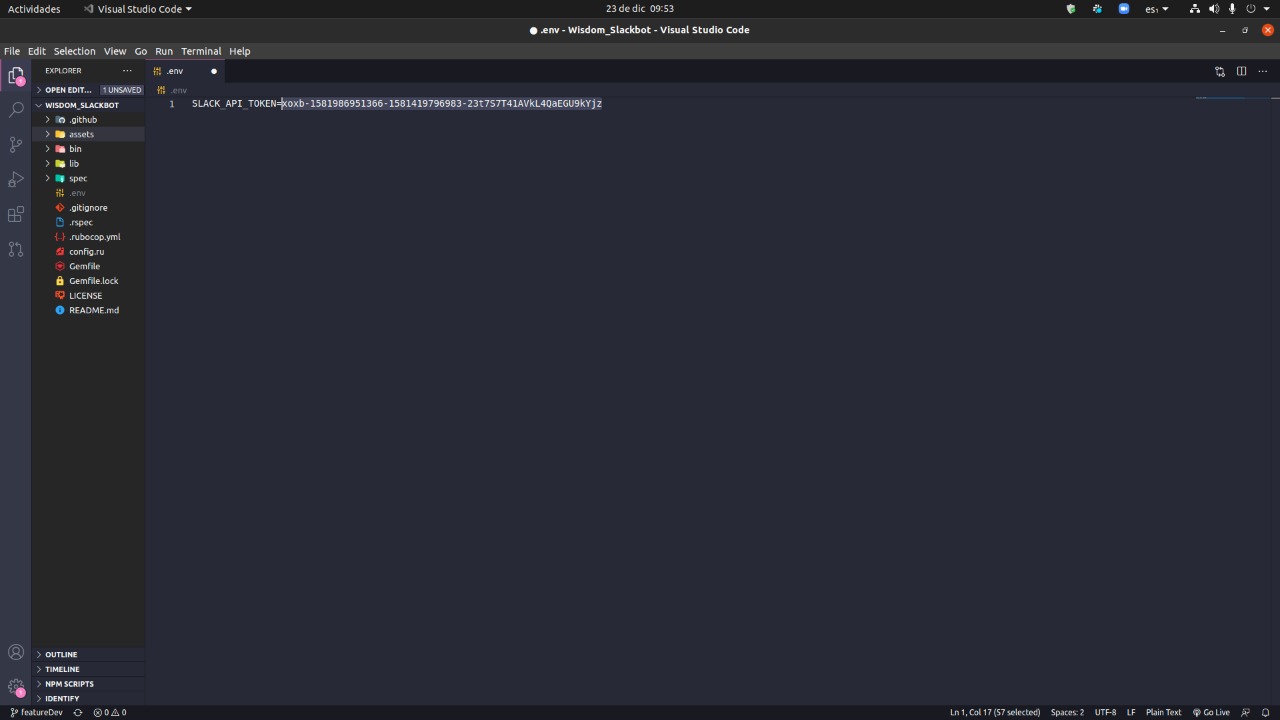 Actividades
Visual Studio Code
23 de dic 09:53
es₁
.env - Wisdom_Slackbot - Visual Studio Code
File Edit Selection View Go Run Terminal Help
EXPLORER
.env
OPEN EDIT... 1 UNSAVED
.env
WISDOM_SLACKBOT
1 SLACK_API_TOKEN=xoxb-1581986951366-1581419796983-23t7S7T41AVkL4QaEGU9kYjz
.github
assets
bin
lib
spec
.env
.gitignore
.rspec
.rubocop.yml
config.ru
Gemfile
Gemfile.lock
LICENSE
README.md
OUTLINE
TIMELINE
NPM SCRIPTS
IDENTIFY
featureDev 0 0 Ln 1, Col 17 (57 selected) Spaces: 2 UTF-8 LF Plain Text Go Live